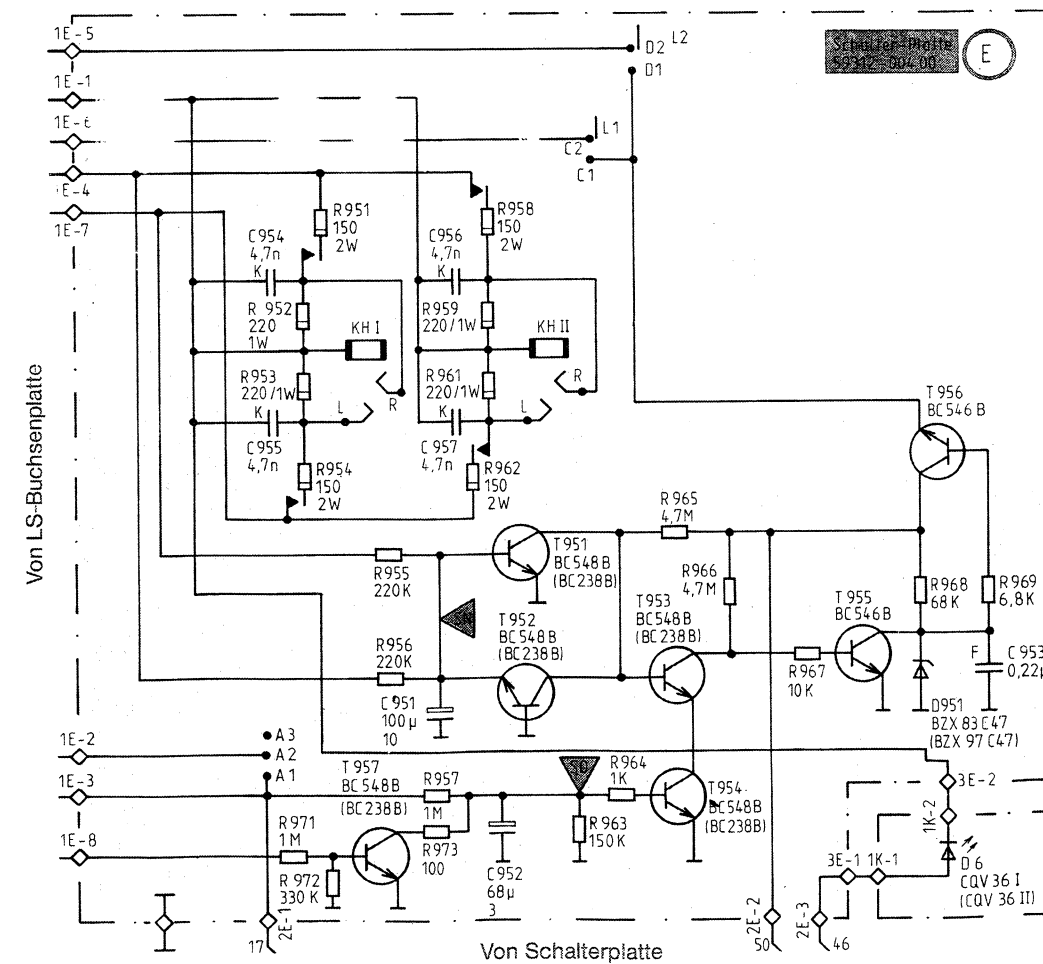 1E-5
L2
D2
D1
Schalter-Platte
59312-004.00
E
1E-1
1E-6
L1
C2
C1
E-4
1E-7
R951
150
2W
R958
150
2W
C954
4,7n
K
C956
4,7n
K
R 952
220
1W
R959
220/1W
KH I
KH II
R953
220/1W
R961
220/1W
R
R
L
L
K
K
C955
4,7n
C957
4,7n
R954
150
2W
R962
150
2W
T956
BC546B
Von LS-Buchsenplatte
R965
4,7M
T951
BC548B
(BC238B)
R955
220K
R966
4,7M
T953
BC548B
(BC238B)
T955
BC546B
R968
68K
R969
6,8K
T952
BC548B
(BC238B)
R956
220K
R967
10K
F
C953
0,22µ
C951
100µ
10
D951
BZX 83 C47
(BZX 97 C47)
1E-2
A3
A2
A1
1E-3
T957
BC548B
(BC238B)
R957
1M
R964
1K
T954
BC548B
(BC238B)
3E-2
1K-2
1E-8
R971
1M
R973
100
R963
150K
R 972
330 K
C952
68µ
3
3E-1
1K-1
D6
CQV 36 I
(CQV 36 II)
17
2E-1
2E-2
50
2E-3
46
Von Schalterplatte